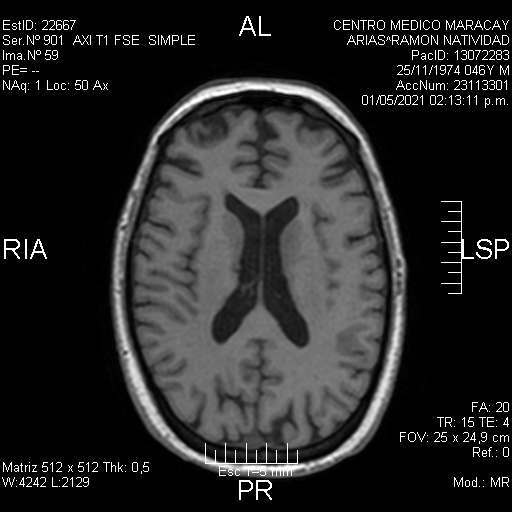 EstID: 22667
Ser.Nº 901 AXI T1 FSE SIMPLE
Ima.Nº 59
PE= --
NAq: 1 Loc: 50 Ax
AL
CENTRO MEDICO MARACAY
ARIAS^RAMON NATIVIDAD
PacID: 13072283
25/11/1974 046Y M
AccNum: 23113301
01/05/2021 02:13:11 p.m.
RIA
LSP
FA: 20
TR: 15 TE: 4
FOV: 25 x 24,9 cm
Ref.: 0
Matriz 512 x 512 Thk: 0,5
W:4242 L:2129
Esc 1=5 mm
PR
Mod.: MR